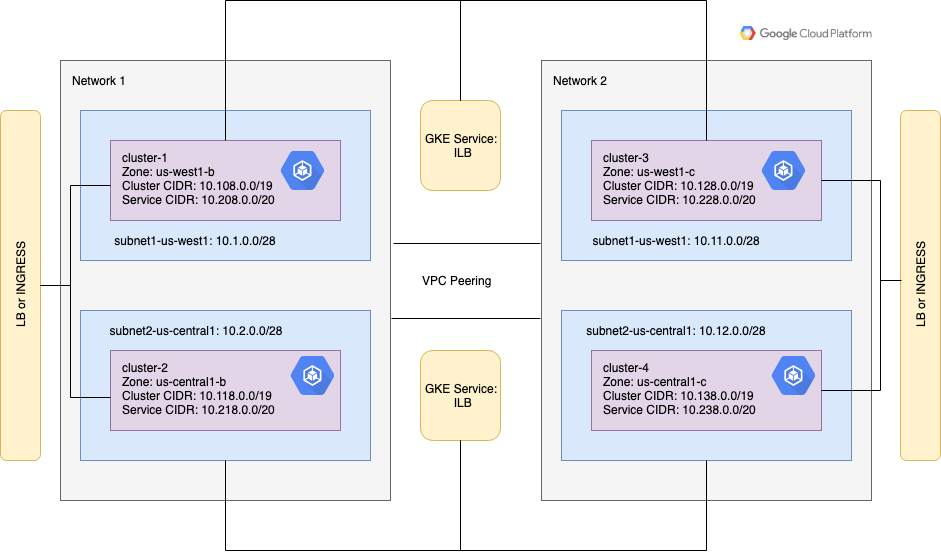 Google Cloud Platform
Network 1
Network 2
LB or INGRESS
cluster-1
Zone: us-west1-b
Cluster CIDR: 10.108.0.0/19
Service CIDR: 10.208.0.0/20
subnet1-us-west1: 10.1.0.0/28
GKE Service:
ILB
cluster-3
Zone: us-west1-c
Cluster CIDR: 10.128.0.0/19
Service CIDR: 10.228.0.0/20
subnet1-us-west1: 10.11.0.0/28
LB or INGRESS
VPC Peering
subnet2-us-central1: 10.2.0.0/28
cluster-2
Zone: us-central1-b
Cluster CIDR: 10.118.0.0/19
Service CIDR: 10.218.0.0/20
GKE Service:
ILB
subnet2-us-central1: 10.12.0.0/28
cluster-4
Zone: us-central1-c
Cluster CIDR: 10.138.0.0/19
Service CIDR: 10.238.0.0/20